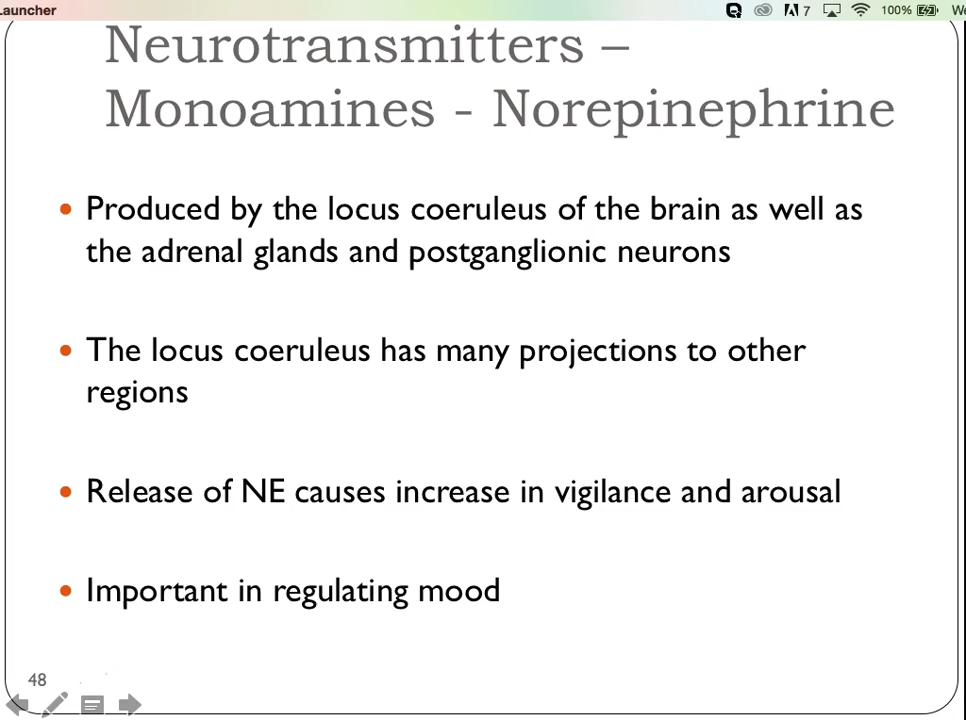 Launcher 7 100% We
Neurotransmitters –
Monoamines - Norepinephrine
• Produced by the locus coeruleus of the brain as well as
the adrenal glands and postganglionic neurons
• The locus coeruleus has many projections to other
regions
• Release of NE causes increase in vigilance and arousal
• Important in regulating mood
48